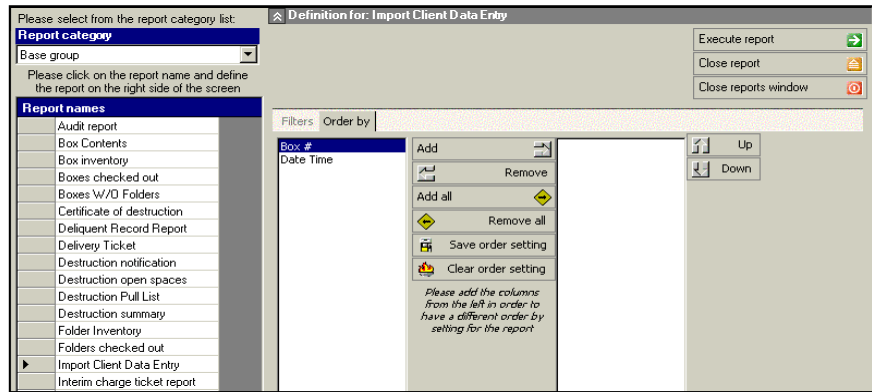 Please select from the report category list:
Report category
Base group
Please click on the report name and define
the report on the right side of the screen
Report names
Audit report
Box Contents
Box inventory
Boxes checked out
Boxes W/O Folders
Certificate of destruction
Deliquent Record Report
Delivery Ticket
Destruction notification
Destruction open spaces
Destruction Pull List
Destruction summary
Folder Inventory
Folders checked out
Import Client Data Entry
Interim charge ticket report
Definition for: Import Client Data Entry
Execute report
Close report
Close reports window
Filters Order by
Box #
Date Time
Add
Remove
Add all
Remove all
Save order setting
Clear order setting
Please add the columns
from the left in order to
have a different order by
setting for the report
Up
Down